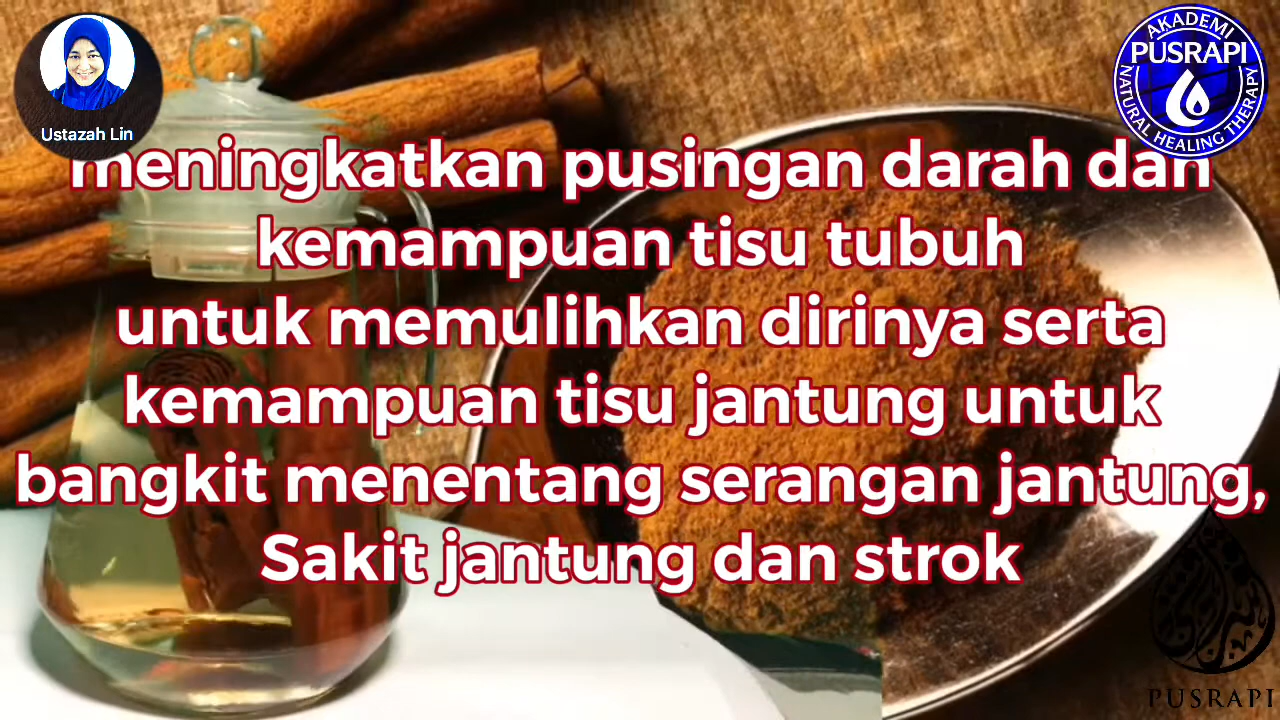 Ustazah Lin
AKADEMI
PUSRAPI
NATURAL HEALING THERAPY
meningkatkan pusingan darah dan
kemampuan tisu tubuh
untuk memulihkan dirinya serta
kemampuan tisu jantung untuk
bangkit menentang serangan jantung,
Sakit jantung dan strok
PUSRAPI